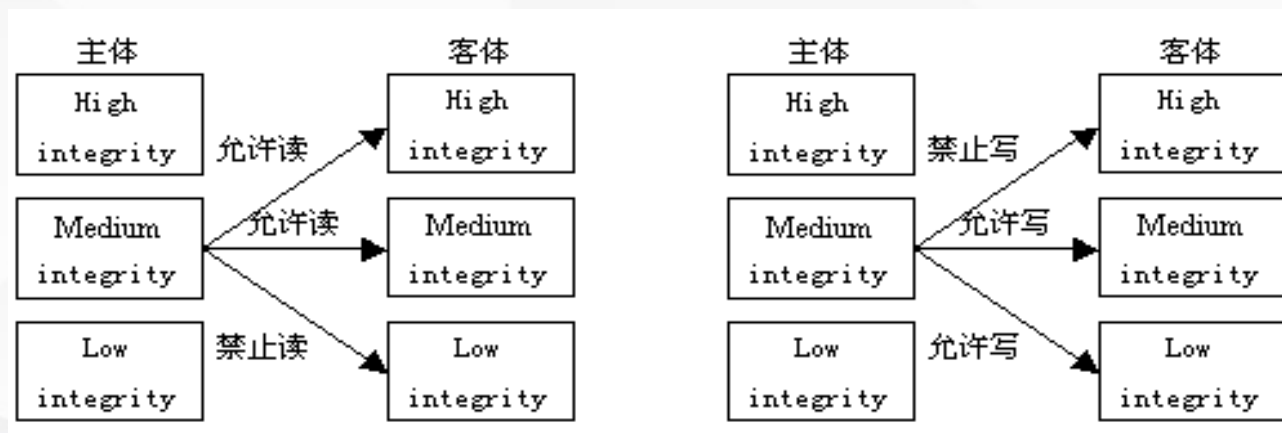 主体
客体
High
integrity
允许读
High
integrity
Medium
integrity
允许读
Medium
integrity
Low
integrity
禁止读
Low
integrity
主体
客体
High
integrity
禁止写
High
integrity
Medium
integrity
允许写
Medium
integrity
Low
integrity
允许写
Low
integrity